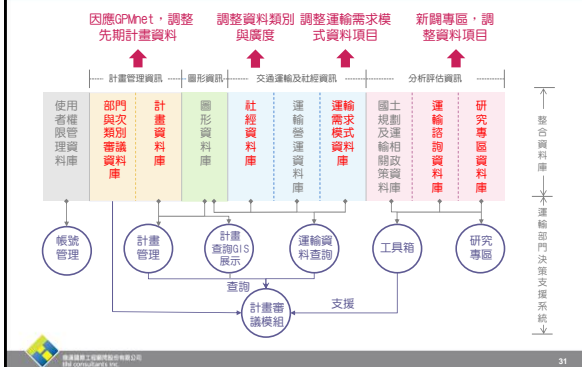 因應GPMnet，調整
先期計畫資料
調整資料類別
與廣度
調整運輸需求模
式資料項目
新闢專區，調
整資料項目
計畫管理資訊
圖形資訊
交通運輸及社經資訊
分析評估資訊
使用者權限管理資料庫
部門與次類別審議資料庫
計畫資料庫
圖形資料庫
社經資料庫
運輸營運資料庫
運輸需求模式資料庫
國土規劃及運輸相關政策資料庫
運輸諮詢資料庫
研究專區資料庫
整合資料庫
運輸部門決策支援系統
帳號
管理
計畫
管理
計畫
查詢GIS
展示
運輸資
料查詢
工具箱
研究
專區
查詢
支援
計畫審
議模組
thi consultants inc.
31